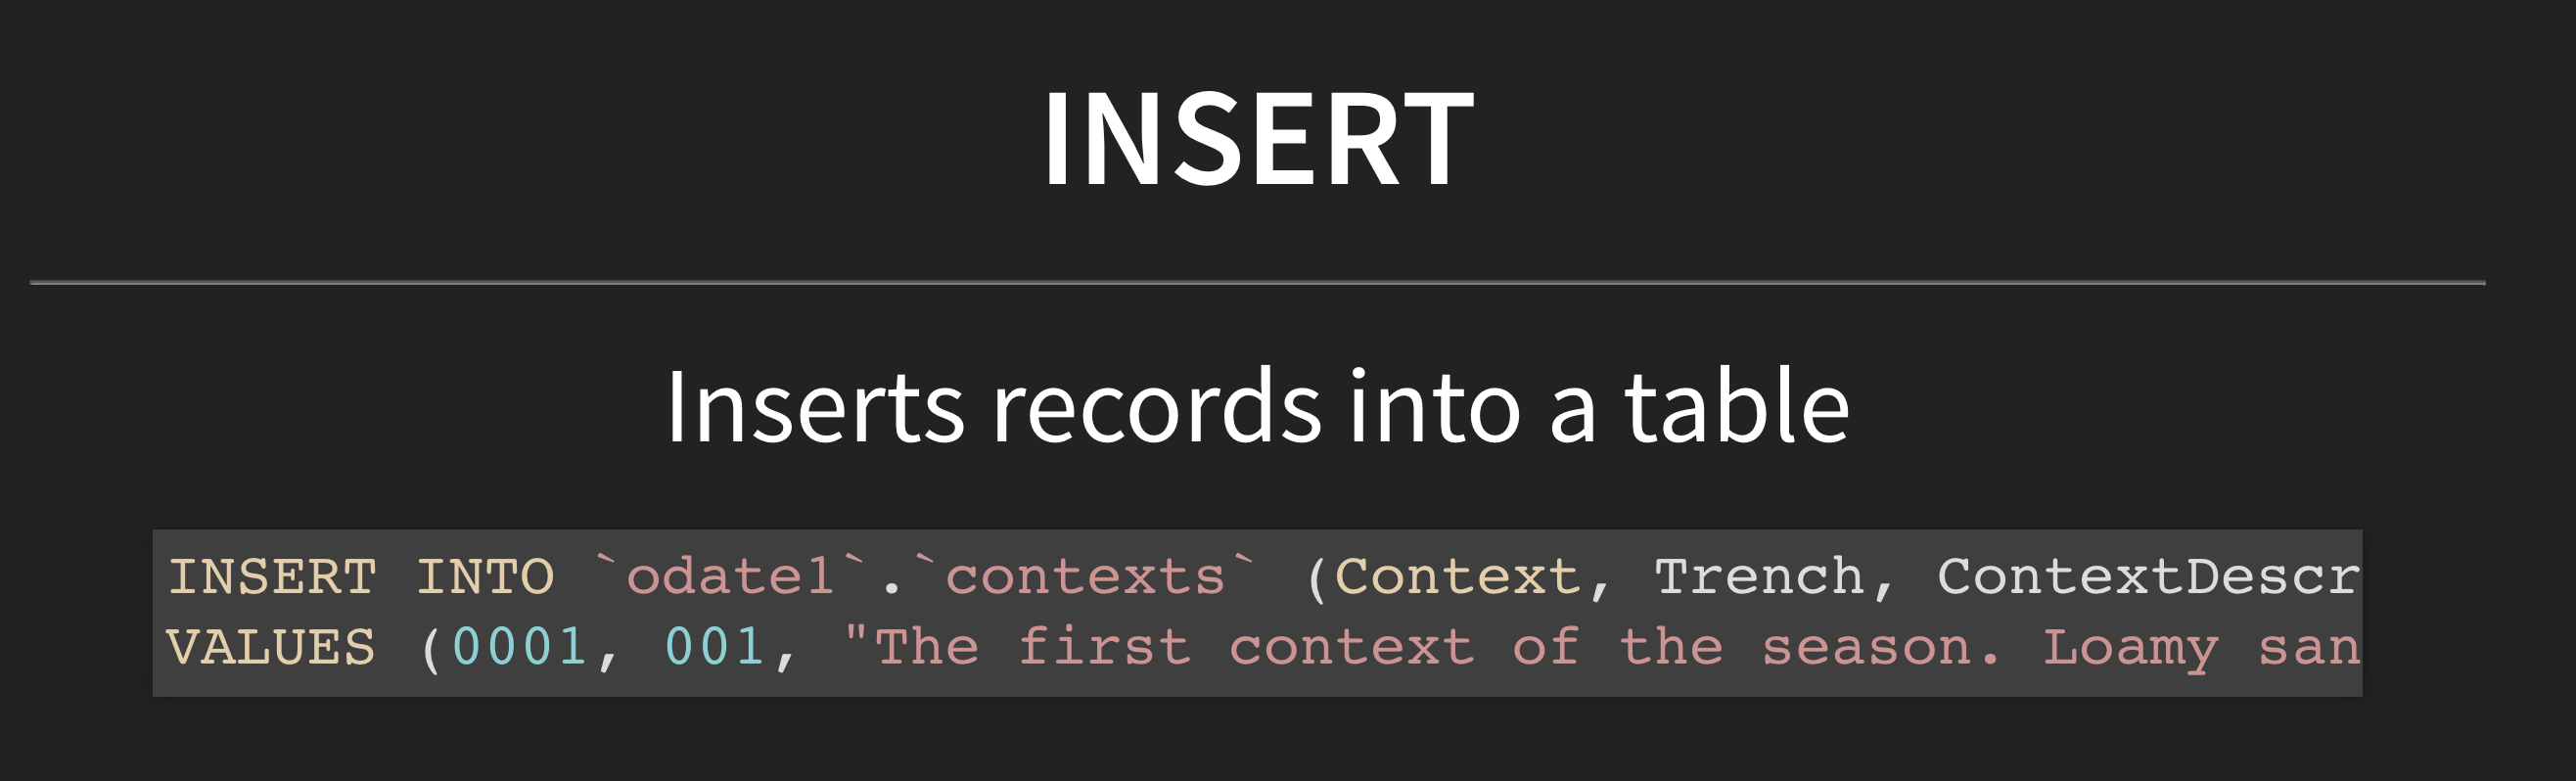 INSERT
Inserts records into a table
INSERT INTO `odate1`.`contexts` (Context, Trench, ContextDescr
VALUES (0001, 001, "The first context of the season. Loamy san